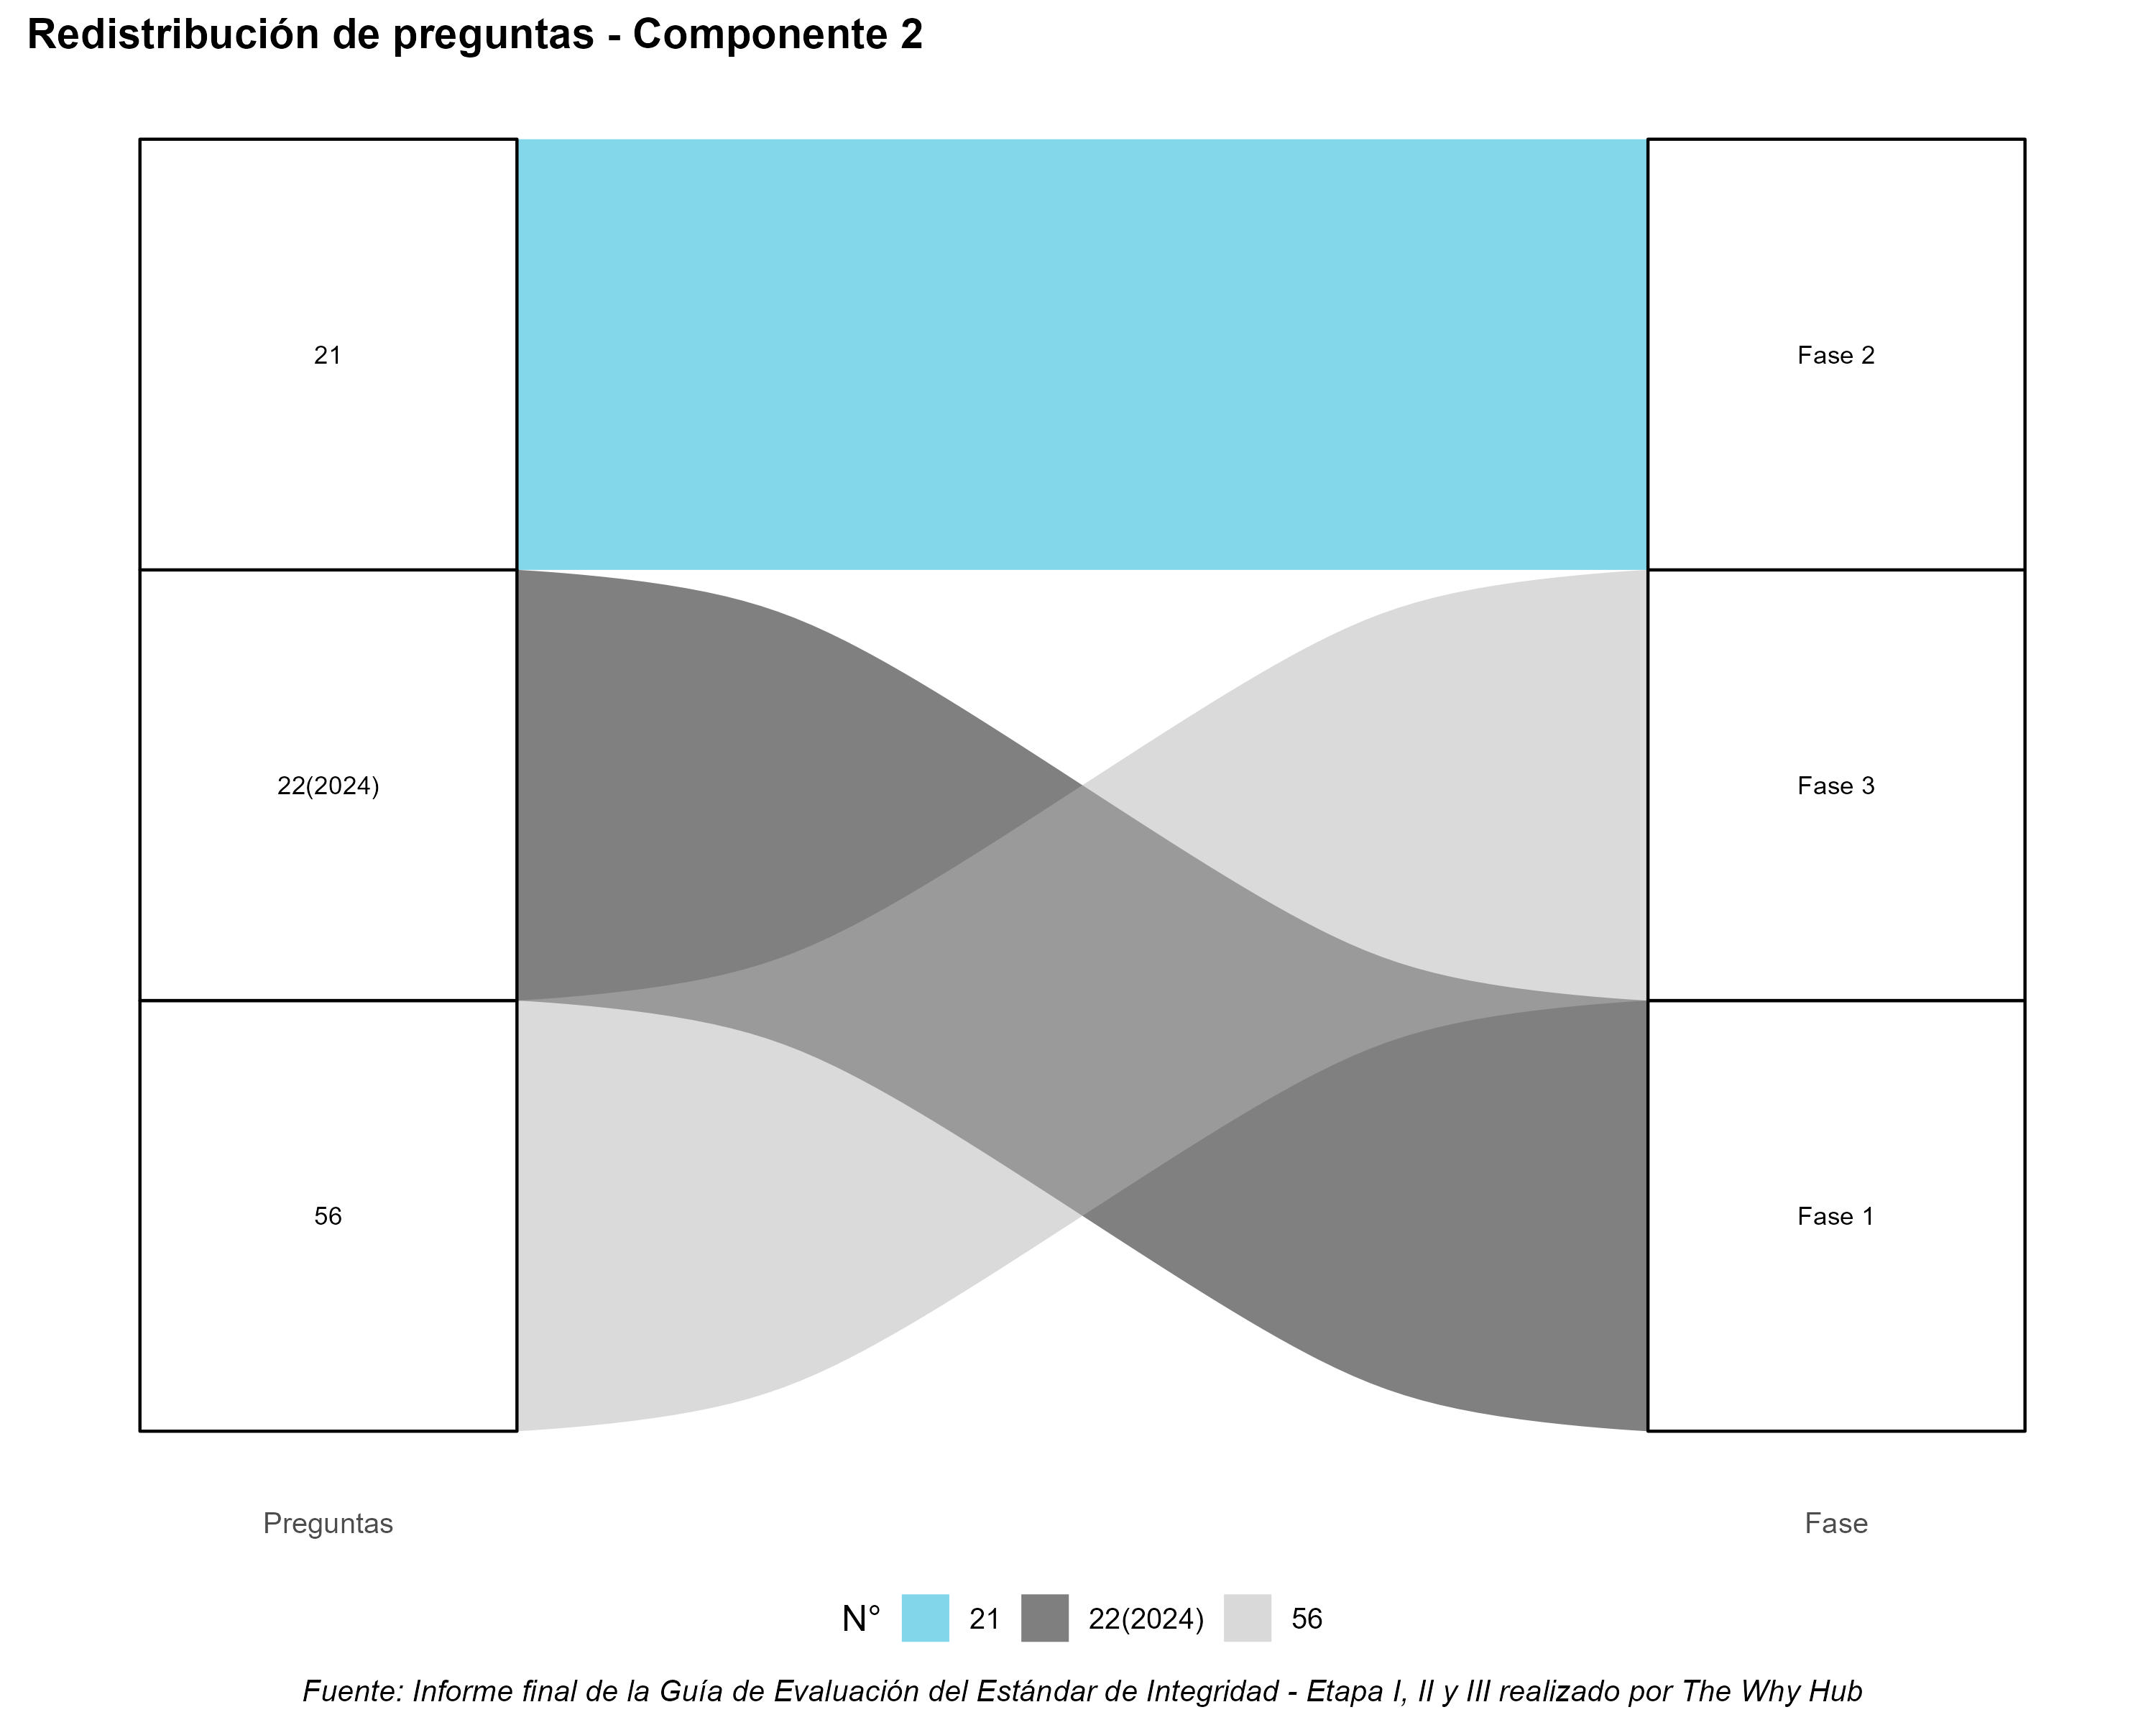 Redistribución de preguntas - Componente 2
21
Fase 2
22(2024)
Fase 3
56
Fase 1
Preguntas
Fase
N° 21 22(2024) 56
Fuente: Informe final de la Guía de Evaluación del Estándar de Integridad - Etapa I, II y III realizado por The Why Hub